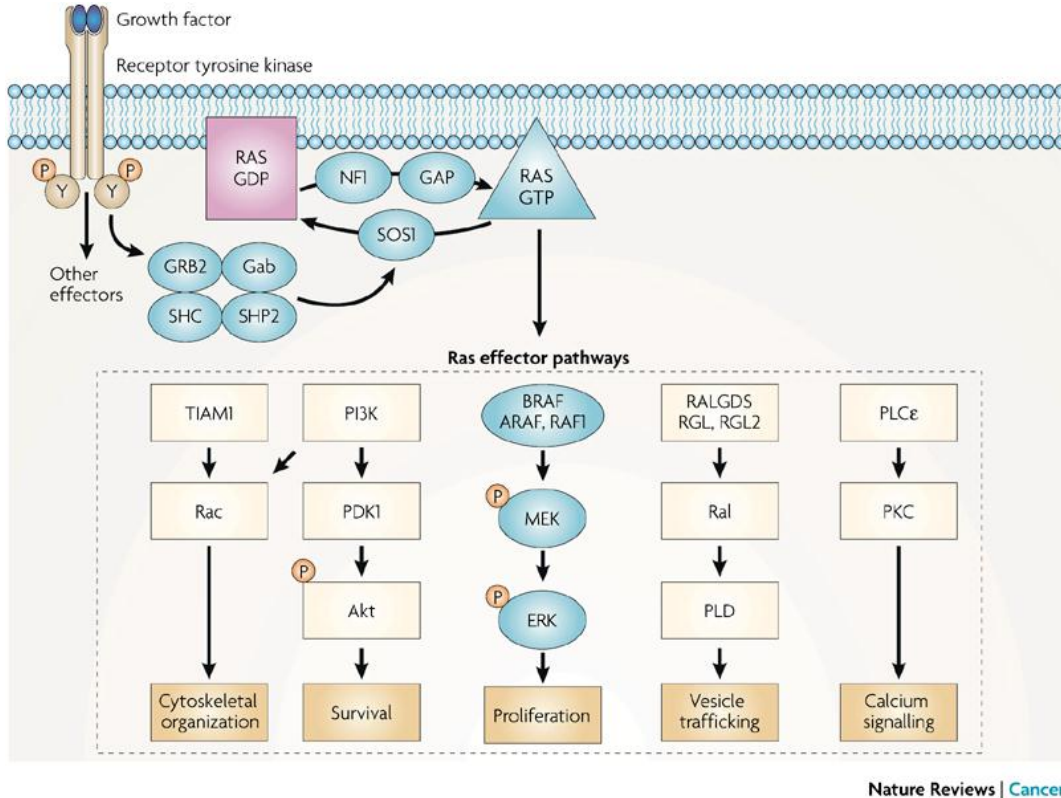 Growth factor
Receptor tyrosine kinase
P
P
Y
Y
RAS
GDP
NF1
GAP
RAS
GTP
SOS1
Other
effectors
GRB2
Gab
SHC
SHP2
Ras effector pathways
TIAM1
PI3K
BRAF
ARAF, RAF1
RALGDS
RGL, RGL2
PLCε
Rac
PDK1
P
MEK
Ral
PKC
P
Akt
P
ERK
PLD
Cytoskeletal
organization
Survival
Proliferation
Vesicle
trafficking
Calcium
signalling
Nature Reviews | Cancer